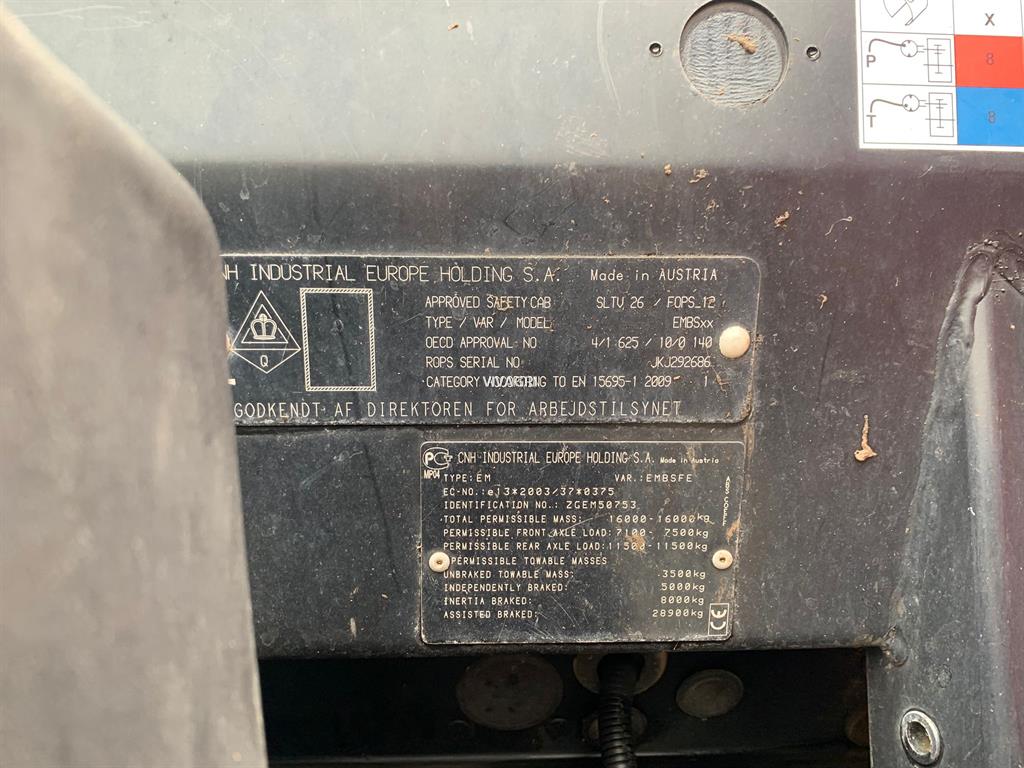 X
P 8
T 8
CNH INDUSTRIAL EUROPE HOLDING S.A. Made in AUSTRIA
APPROVED SAFETY CAB SLTV 26 / FOPS_12
TYPE / VAR / MODEL EMBSxx
OECD APPROVAL NO 4/1 625 / 10/0 140
ROPS SERIAL NO JKJ292686
CATEGORY TO EN 15695-1 2009 1
Q
GODKENDT AF DIREKTOREN FOR ARBEJDSTILSYNET
CNH INDUSTRIAL EUROPE HOLDING S.A. Made in Austria
MP04
TYPE: EM VAR.: EMBSFE
EC-NO.: e13*2003/37*0375
IDENTIFICATION NO.: ZGEM50753
TOTAL PERMISSIBLE MASS: 16000-16000kg
PERMISSIBLE FRONT AXLE LOAD: 7100- 7500kg
PERMISSIBLE REAR AXLE LOAD: 11500-11500kg
PERMISSIBLE TOWABLE MASSES
UNBRAKED TOWABLE MASS: 3500kg
INDEPENDENTLY BRAKED: 5000kg
INERTIA BRAKED: 8000kg
ASSISTED BRAKED: 28900kg
CE